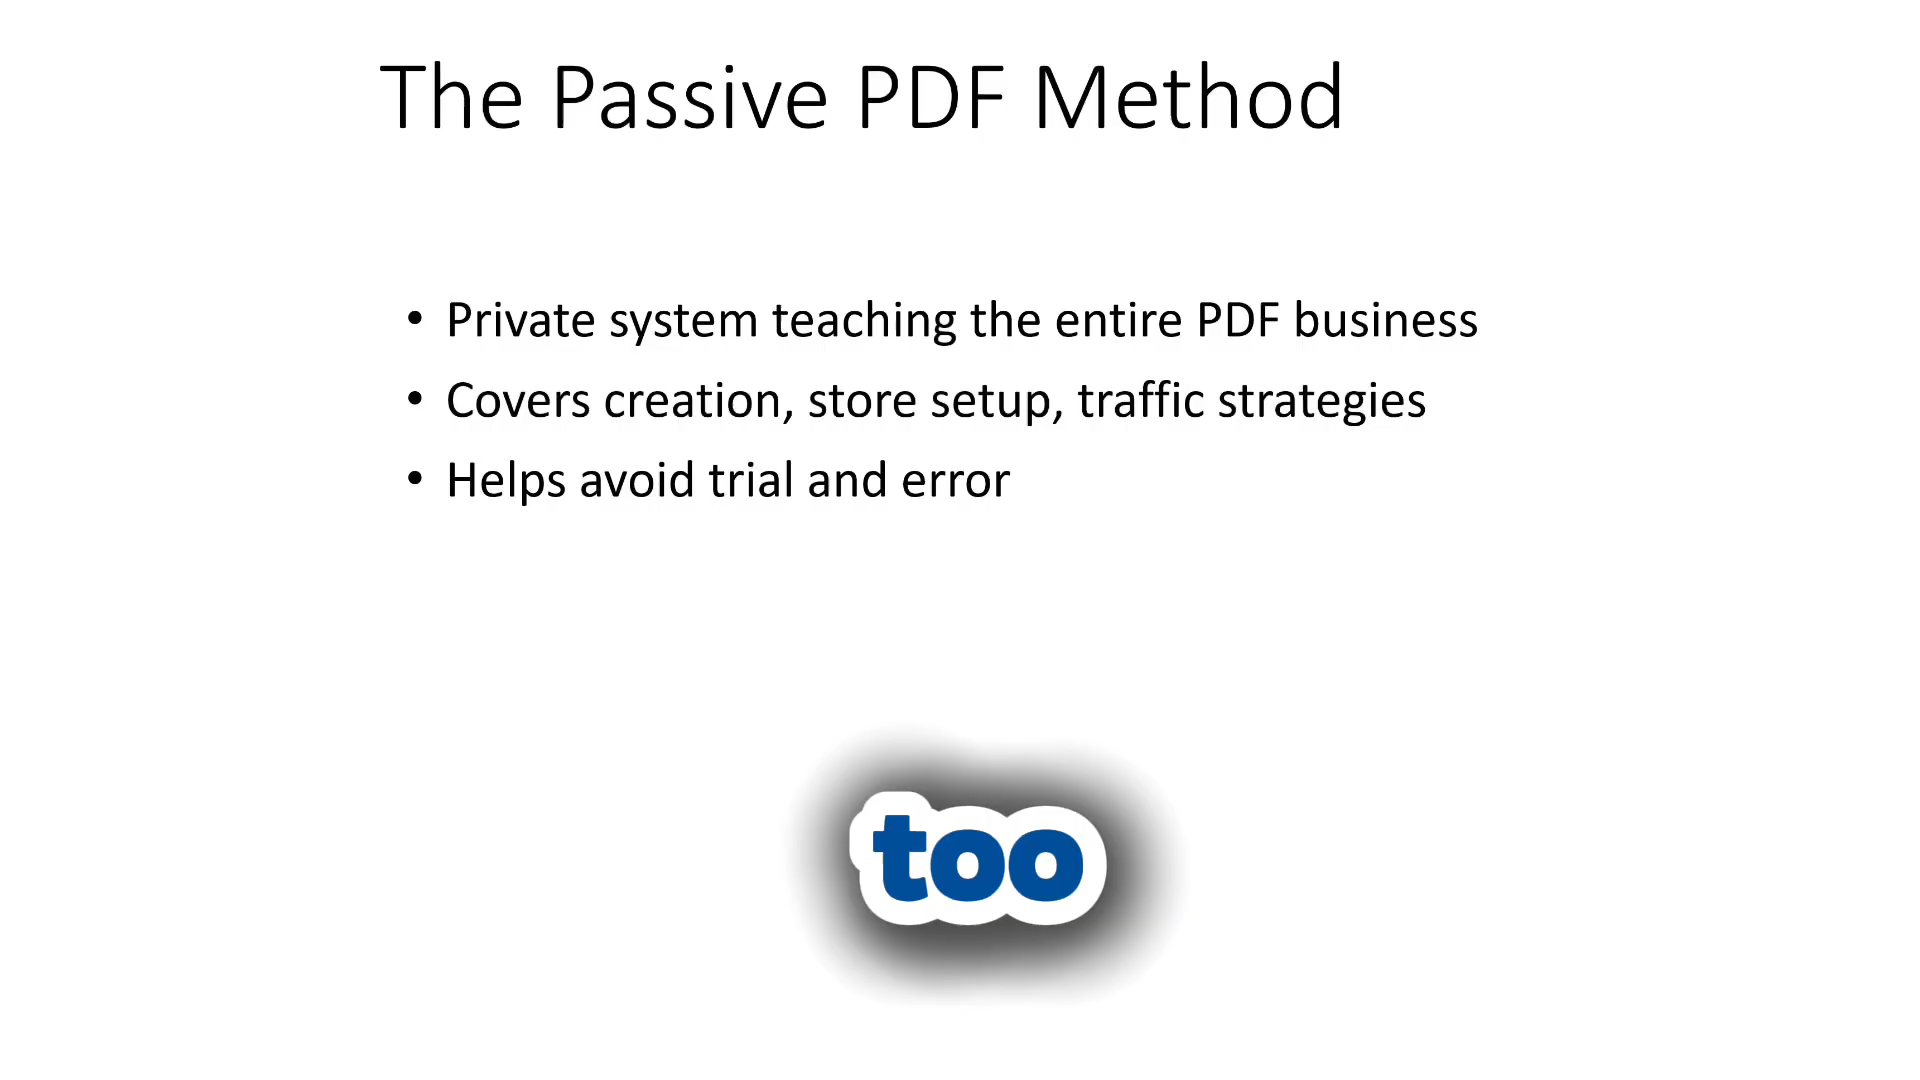 The Passive PDF Method
• Private system teaching the entire PDF business
• Covers creation, store setup, traffic strategies
• Helps avoid trial and error
too